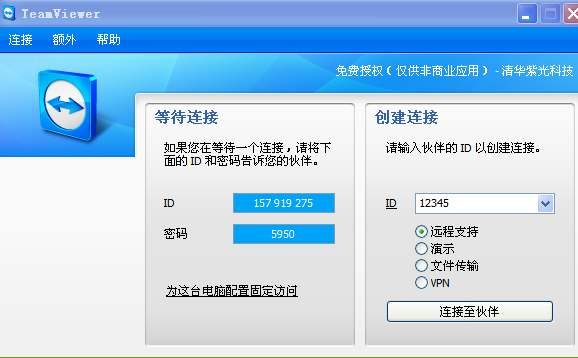 TeamViewer
连接 额外 帮助
免费授权(仅供非商业应用) - 清华紫光科技
等待连接
如果您在等待一个连接，请将下
面的 ID 和密码告诉您的伙伴。
ID 157 919 275
密码 5950
为这台电脑配置固定访问
创建连接
请输入伙伴的 ID 以创建连接。
ID 12345
远程支持
演示
文件传输
VPN
连接至伙伴